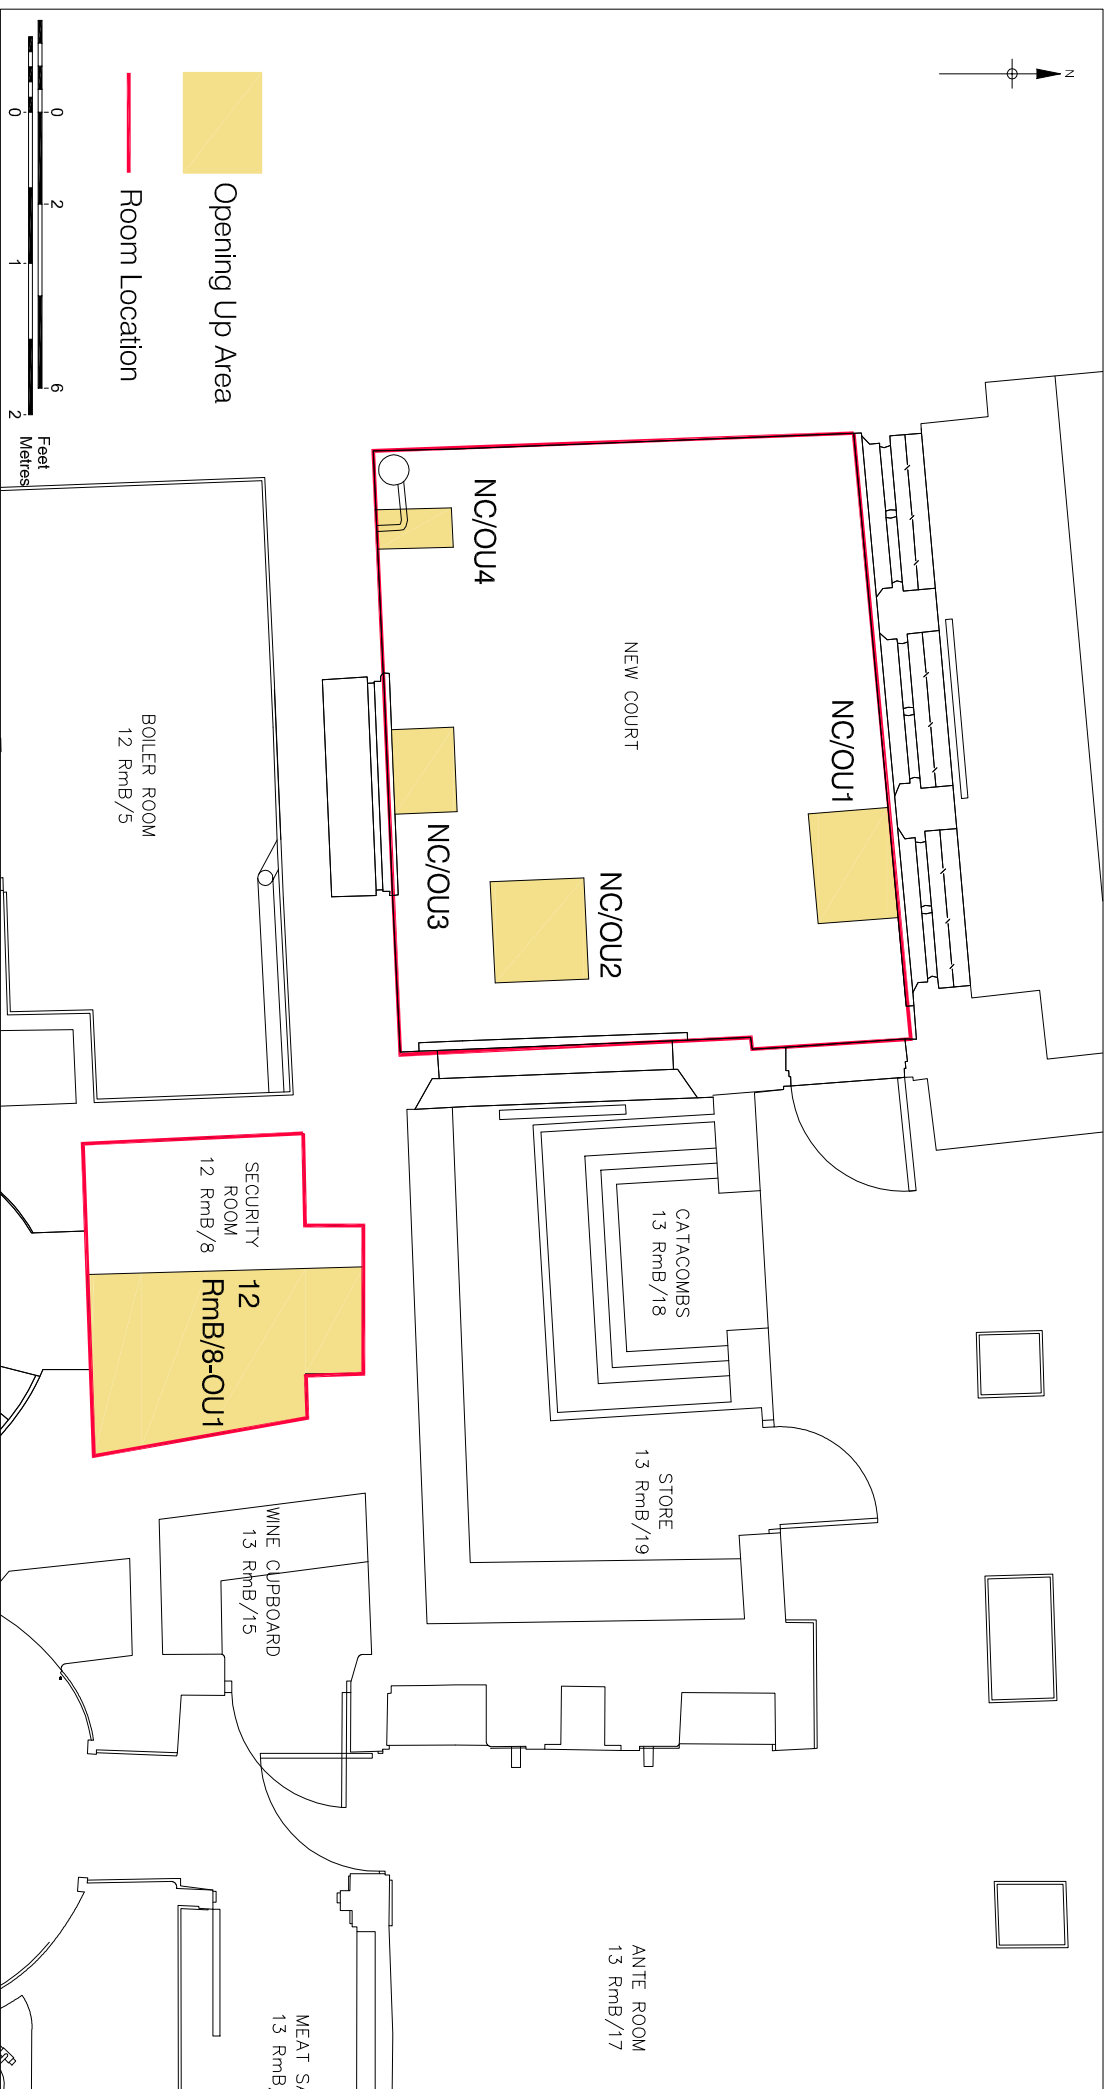 N
NC/OU1
NEW COURT
NC/OU2
NC/OU4
NC/OU3
CATACOMBS
13 RmB/18
STORE
13 RmB/19
ANTE ROOM
13 RmB/17
SECURITY
ROOM
12 RmB/8
12
RmB/8-OU1
WINE CUPBOARD
13 RmB/15
MEAT SA
13 RmB
BOILER ROOM
12 RmB/5
Opening Up Area
Room Location
0 2 6 Feet
0 1 2 Metres